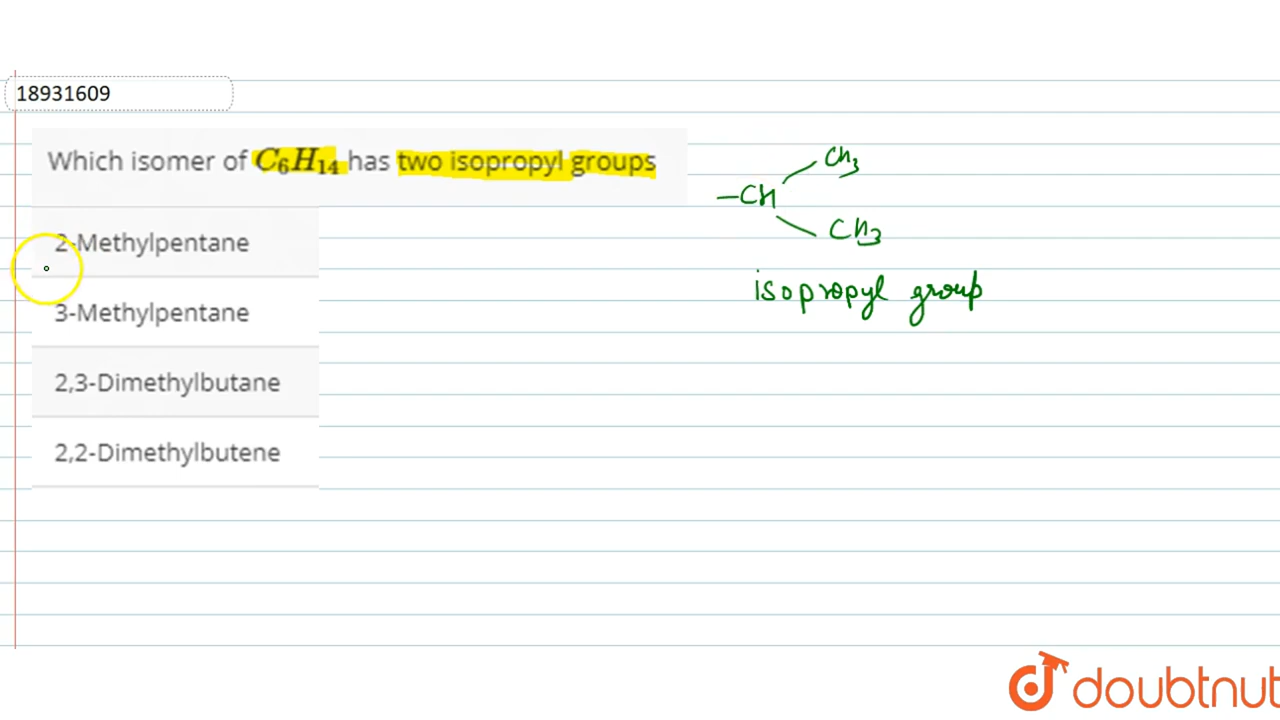 18931609
Which isomer of C6H14 has two isopropyl groups
2-Methylpentane
3-Methylpentane
2,3-Dimethylbutane
2,2-Dimethylbutene
CH3
-CH
CH3
isopropyl group
doubtnut